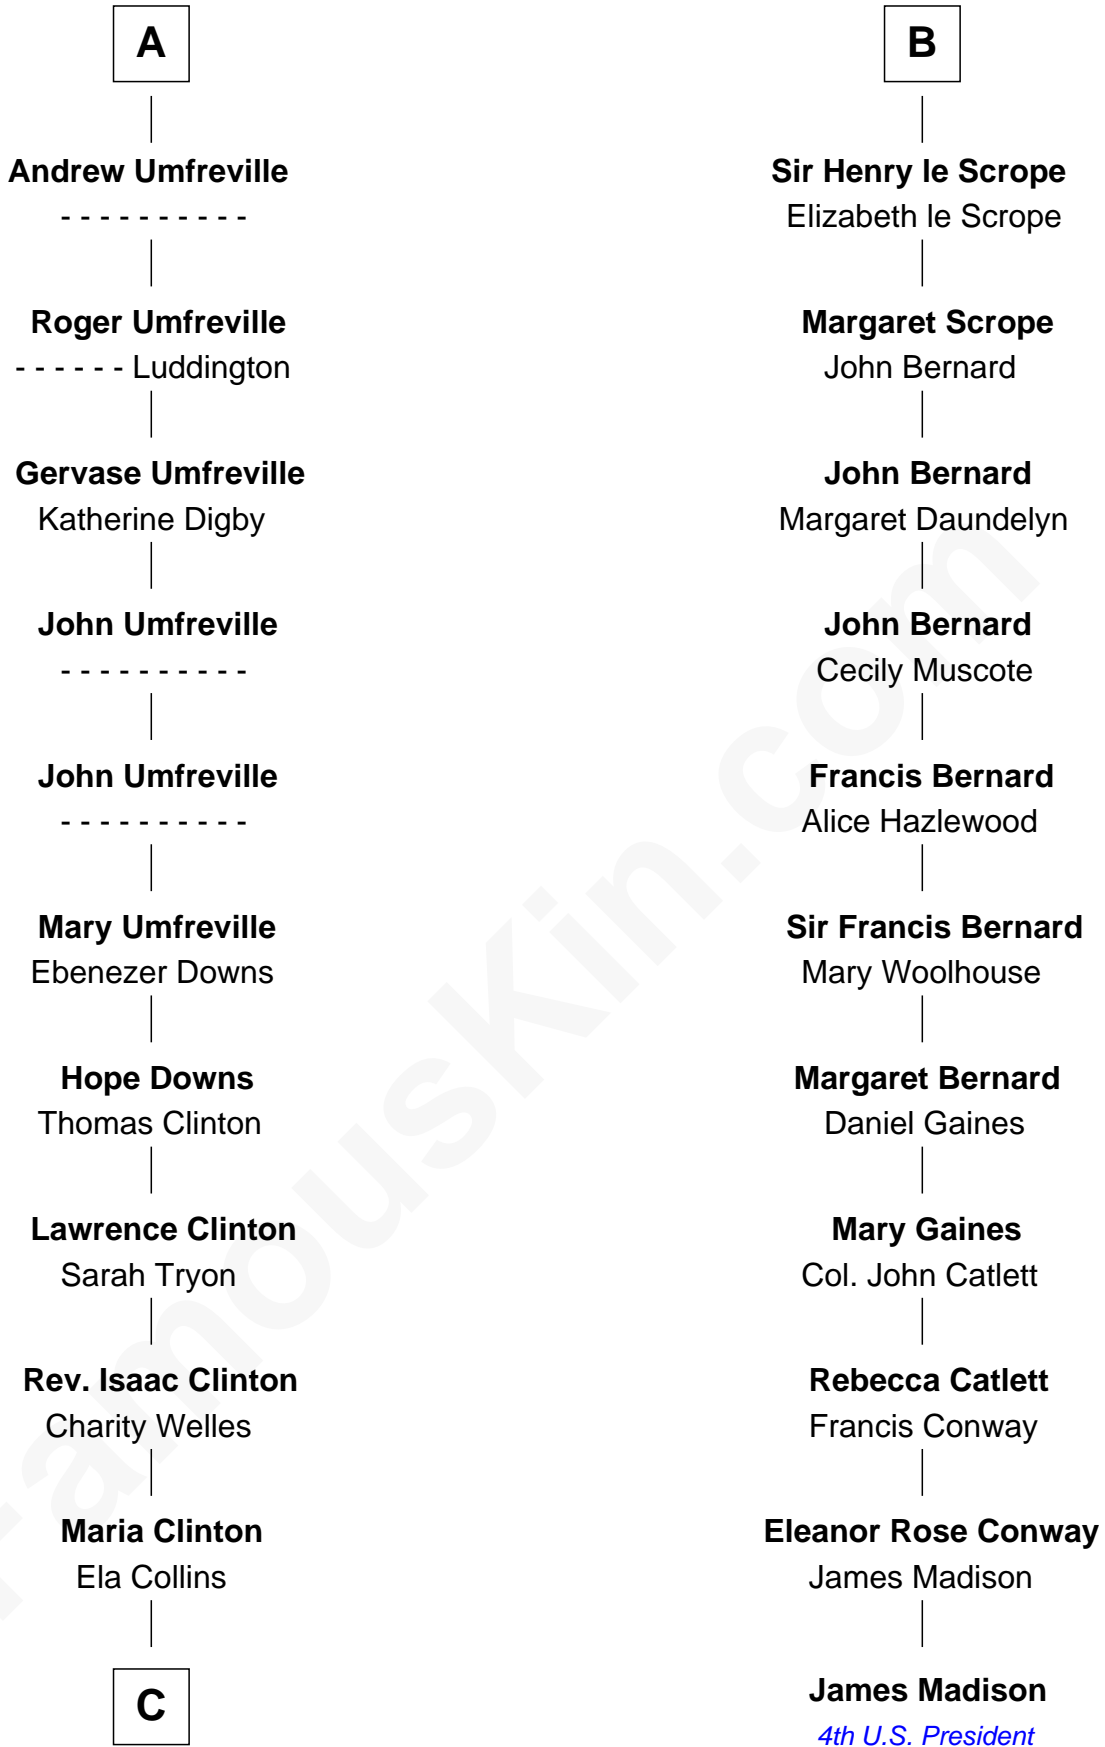 A
Andrew Umfreville
- - - - - - - - - -
Roger Umfreville
- - - - - - Luddington
Gervase Umfreville
Katherine Digby
John Umfreville
- - - - - - - - - -
John Umfreville
- - - - - - - - - -
Mary Umfreville
Ebenezer Downs
Hope Downs
Thomas Clinton
Lawrence Clinton
Sarah Tryon
Rev. Isaac Clinton
Charity Welles
Maria Clinton
Ela Collins
C
B
Sir Henry le Scrope
Elizabeth le Scrope
Margaret Scrope
John Bernard
John Bernard
Margaret Daundelyn
John Bernard
Cecily Muscote
Francis Bernard
Alice Hazlewood
Sir Francis Bernard
Mary Woolhouse
Margaret Bernard
Daniel Gaines
Mary Gaines
Col. John Catlett
Rebecca Catlett
Francis Conway
Eleanor Rose Conway
James Madison
James Madison
4th U.S. President
FamousKin.com